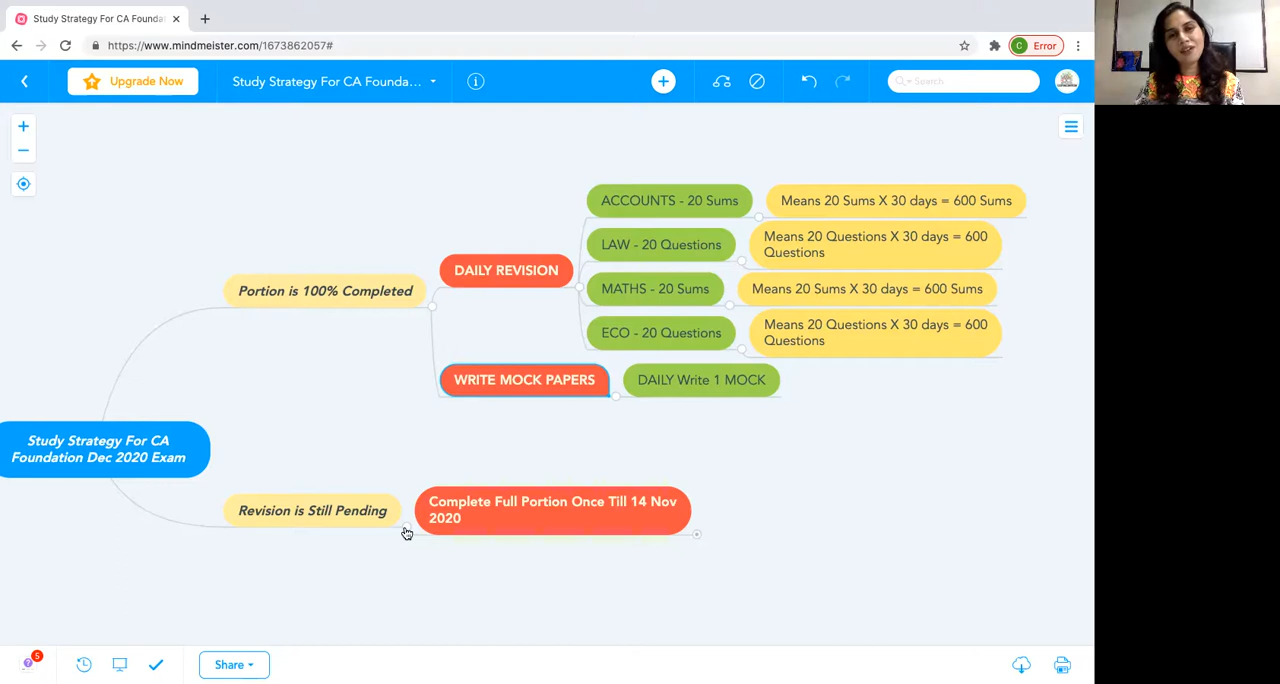 Study Strategy For CA Founda
https://www.mindmeister.com/1673862057#
C
Error
Upgrade Now
Study Strategy For CA Founda...
Search
ACCOUNTS - 20 Sums
Means 20 Sums X 30 days = 600 Sums
LAW - 20 Questions
Means 20 Questions X 30 days = 600
Questions
Portion is 100% Completed
DAILY REVISION
MATHS - 20 Sums
Means 20 Sums X 30 days = 600 Sums
ECO - 20 Questions
Means 20 Questions X 30 days = 600
Questions
WRITE MOCK PAPERS
DAILY Write 1 MOCK
Study Strategy For CA
Foundation Dec 2020 Exam
Revision is Still Pending
Complete Full Portion Once Till 14 Nov
2020
5
Share